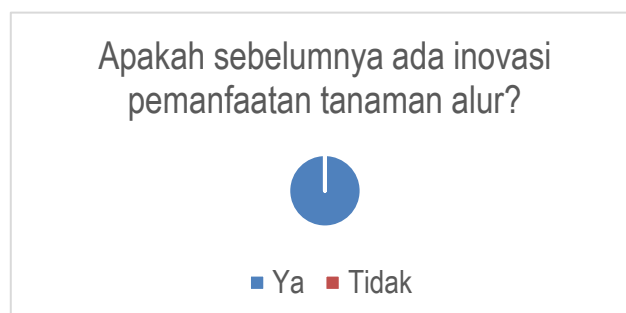 Apakah sebelumnya ada inovasi
pemanfaatan tanaman alur?
Ya Tidak